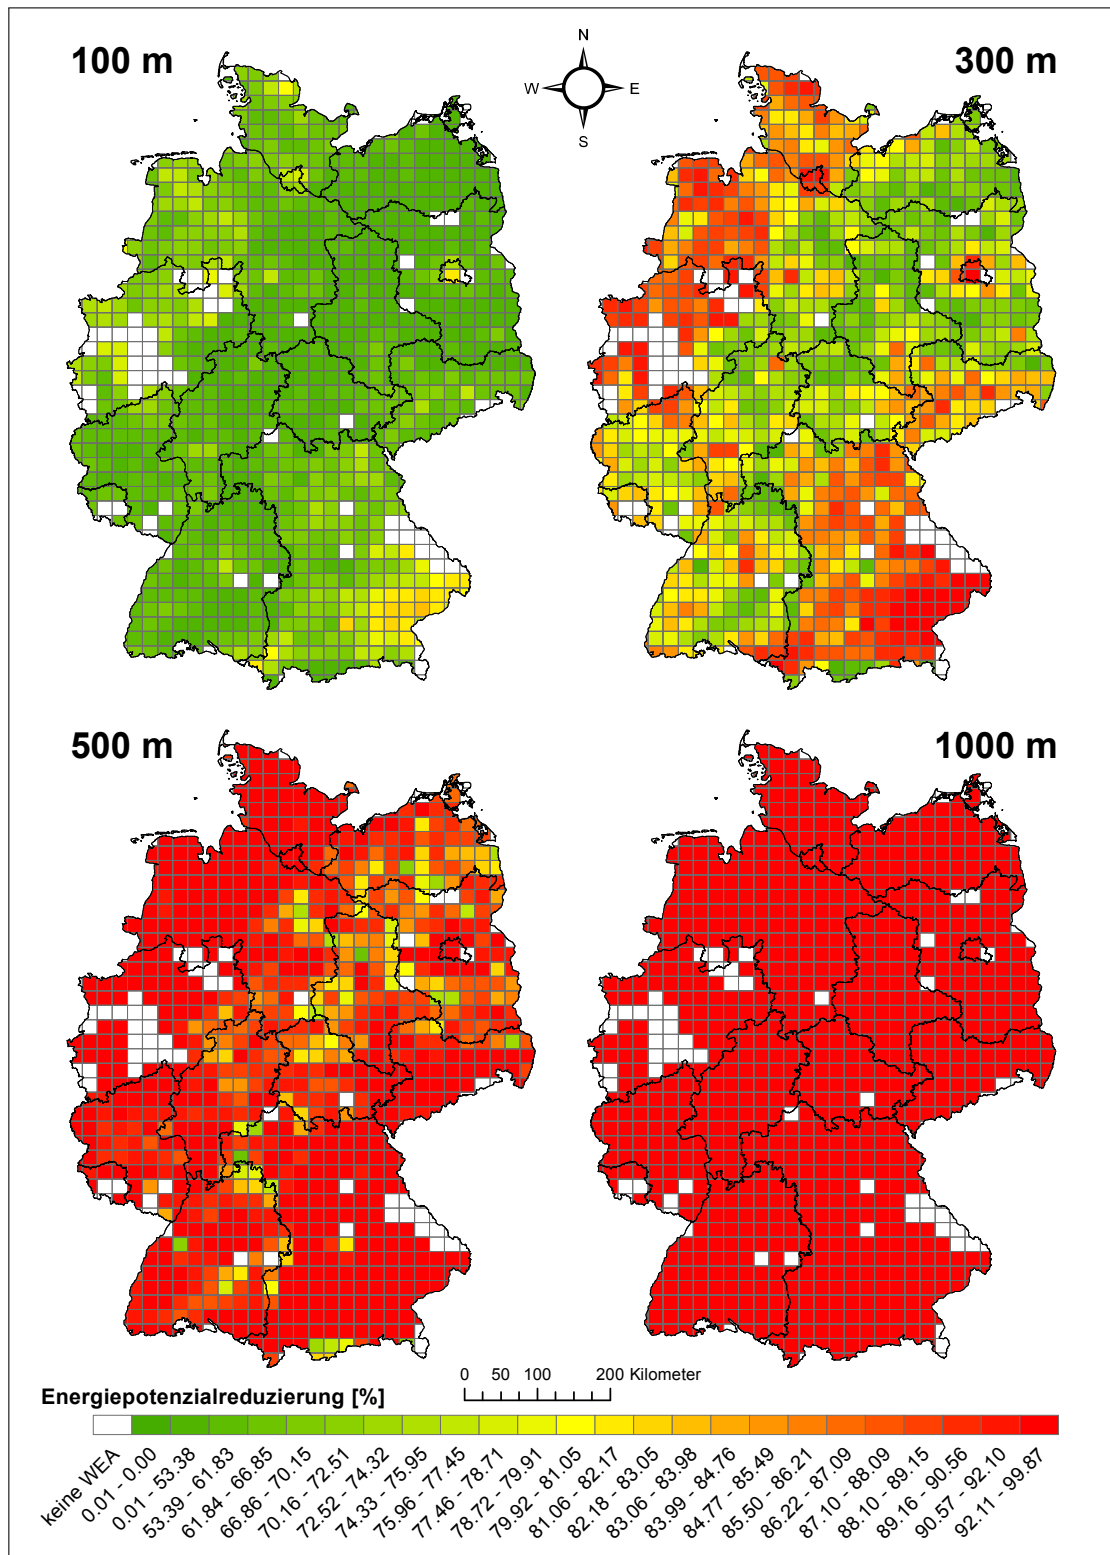 100 m
N
W
E
S
300 m
500 m
1000 m
0 50 100 200 Kilometer
Energiepotenzialreduzierung [%]
keine WEA
0.01 - 0.00
0.01 - 53.38
53.39 - 61.83
61.84 - 66.85
66.86 - 70.15
70.16 - 72.51
72.52 - 74.32
74.33 - 75.95
75.96 - 77.45
77.46 - 78.71
78.72 - 79.91
79.92 - 81.05
81.06 - 82.17
82.18 - 83.05
83.06 - 83.98
83.99 - 84.76
84.77 - 85.49
85.50 - 86.21
86.22 - 87.09
87.10 - 88.09
88.10 - 89.15
89.16 - 90.56
90.57 - 92.10
92.11 - 99.87